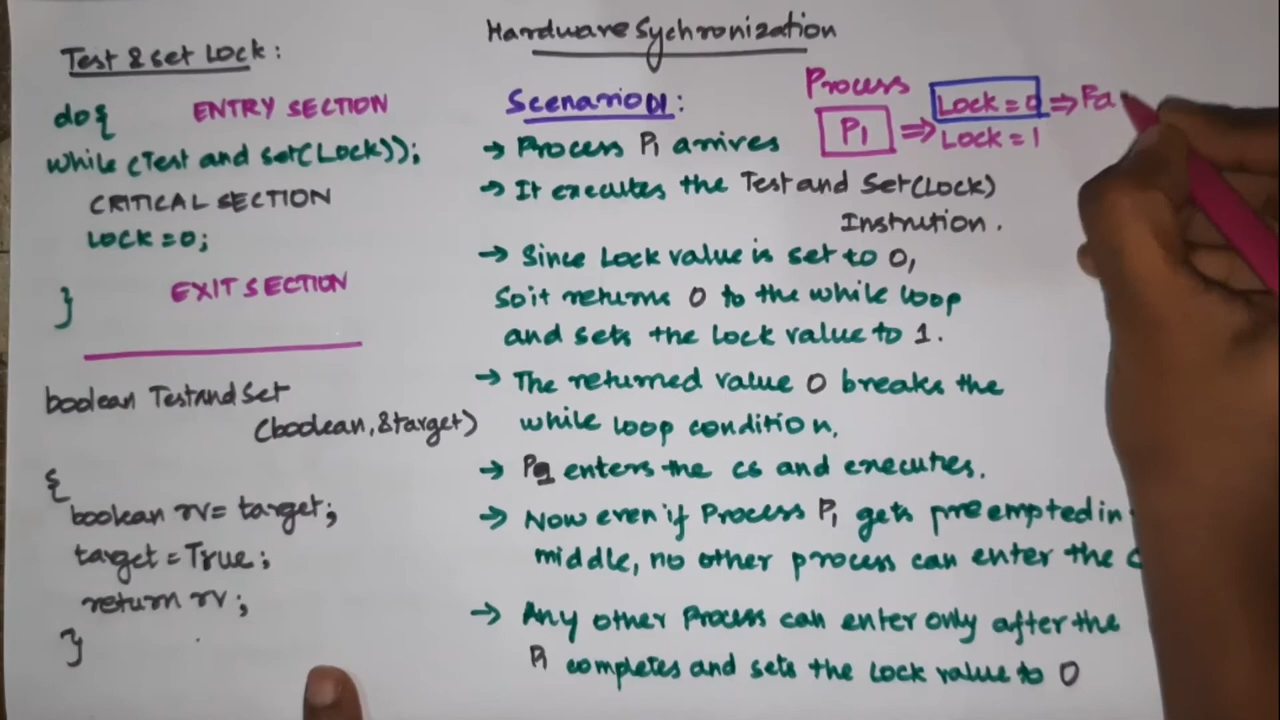 Hardware Sychronization
Test & set Lock :
do{ ENTRY SECTION
while (Test and set(Lock));
CRITICAL SECTION
LOCK = 0;
} EXIT SECTION
boolean TestandSet
(boolean, &target)
{
boolean rv = target;
target = True;
return rv;
}
Scenario 01 :
Process
P1 ⇒ Lock = 0 ⇒ Fa
Lock = 1
→ Process P1 arrives
→ It executes the Test and Set(Lock)
Instrution.
→ Since Lock value is set to 0,
so it returns 0 to the while loop
and sets the lock value to 1.
→ The returned value 0 breaks the
while loop condition,
→ P1 enters the cs and executies.
→ Now even if Process P1 gets preempted in
middle, no other process can enter the
→ Any other Process can enter only after the
P1 completes and sets the Lock value to 0